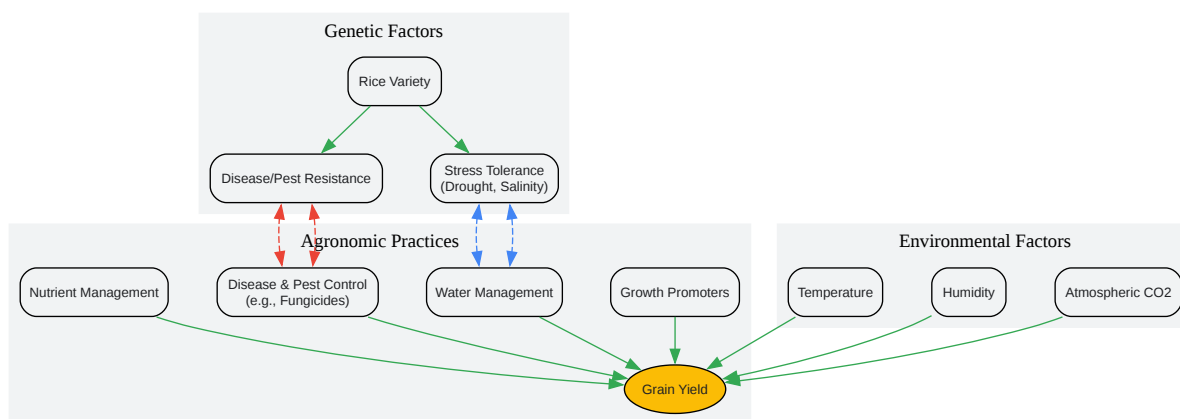 Genetic Factors
Rice Variety
Disease/Pest Resistance
Stress Tolerance
(Drought, Salinity)
Agronomic Practices
Environmental Factors
Nutrient Management
Disease & Pest Control
(e.g., Fungicides)
Water Management
Growth Promoters
Temperature
Humidity
Atmospheric CO2
Grain Yield